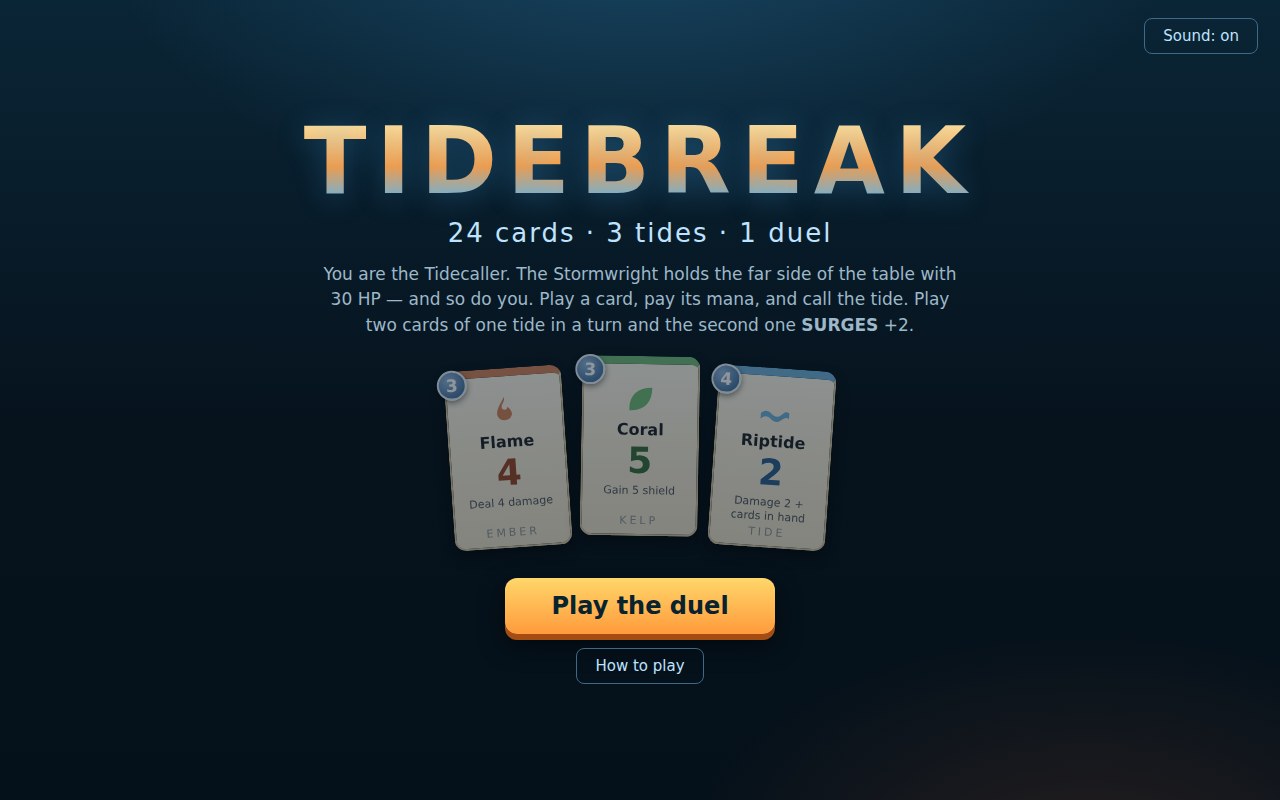 Sound: on
TIDEBREAK
24 cards · 3 tides · 1 duel
You are the Tidecaller. The Stormwright holds the far side of the table with
30 HP — and so do you. Play a card, pay its mana, and call the tide. Play
two cards of one tide in a turn and the second one SURGES +2.
3
Flame
4
Deal 4 damage
EMBER
3
Coral
5
Gain 5 shield
KELP
4
Riptide
2
Damage 2 +
cards in hand
TIDE
Play the duel
How to play